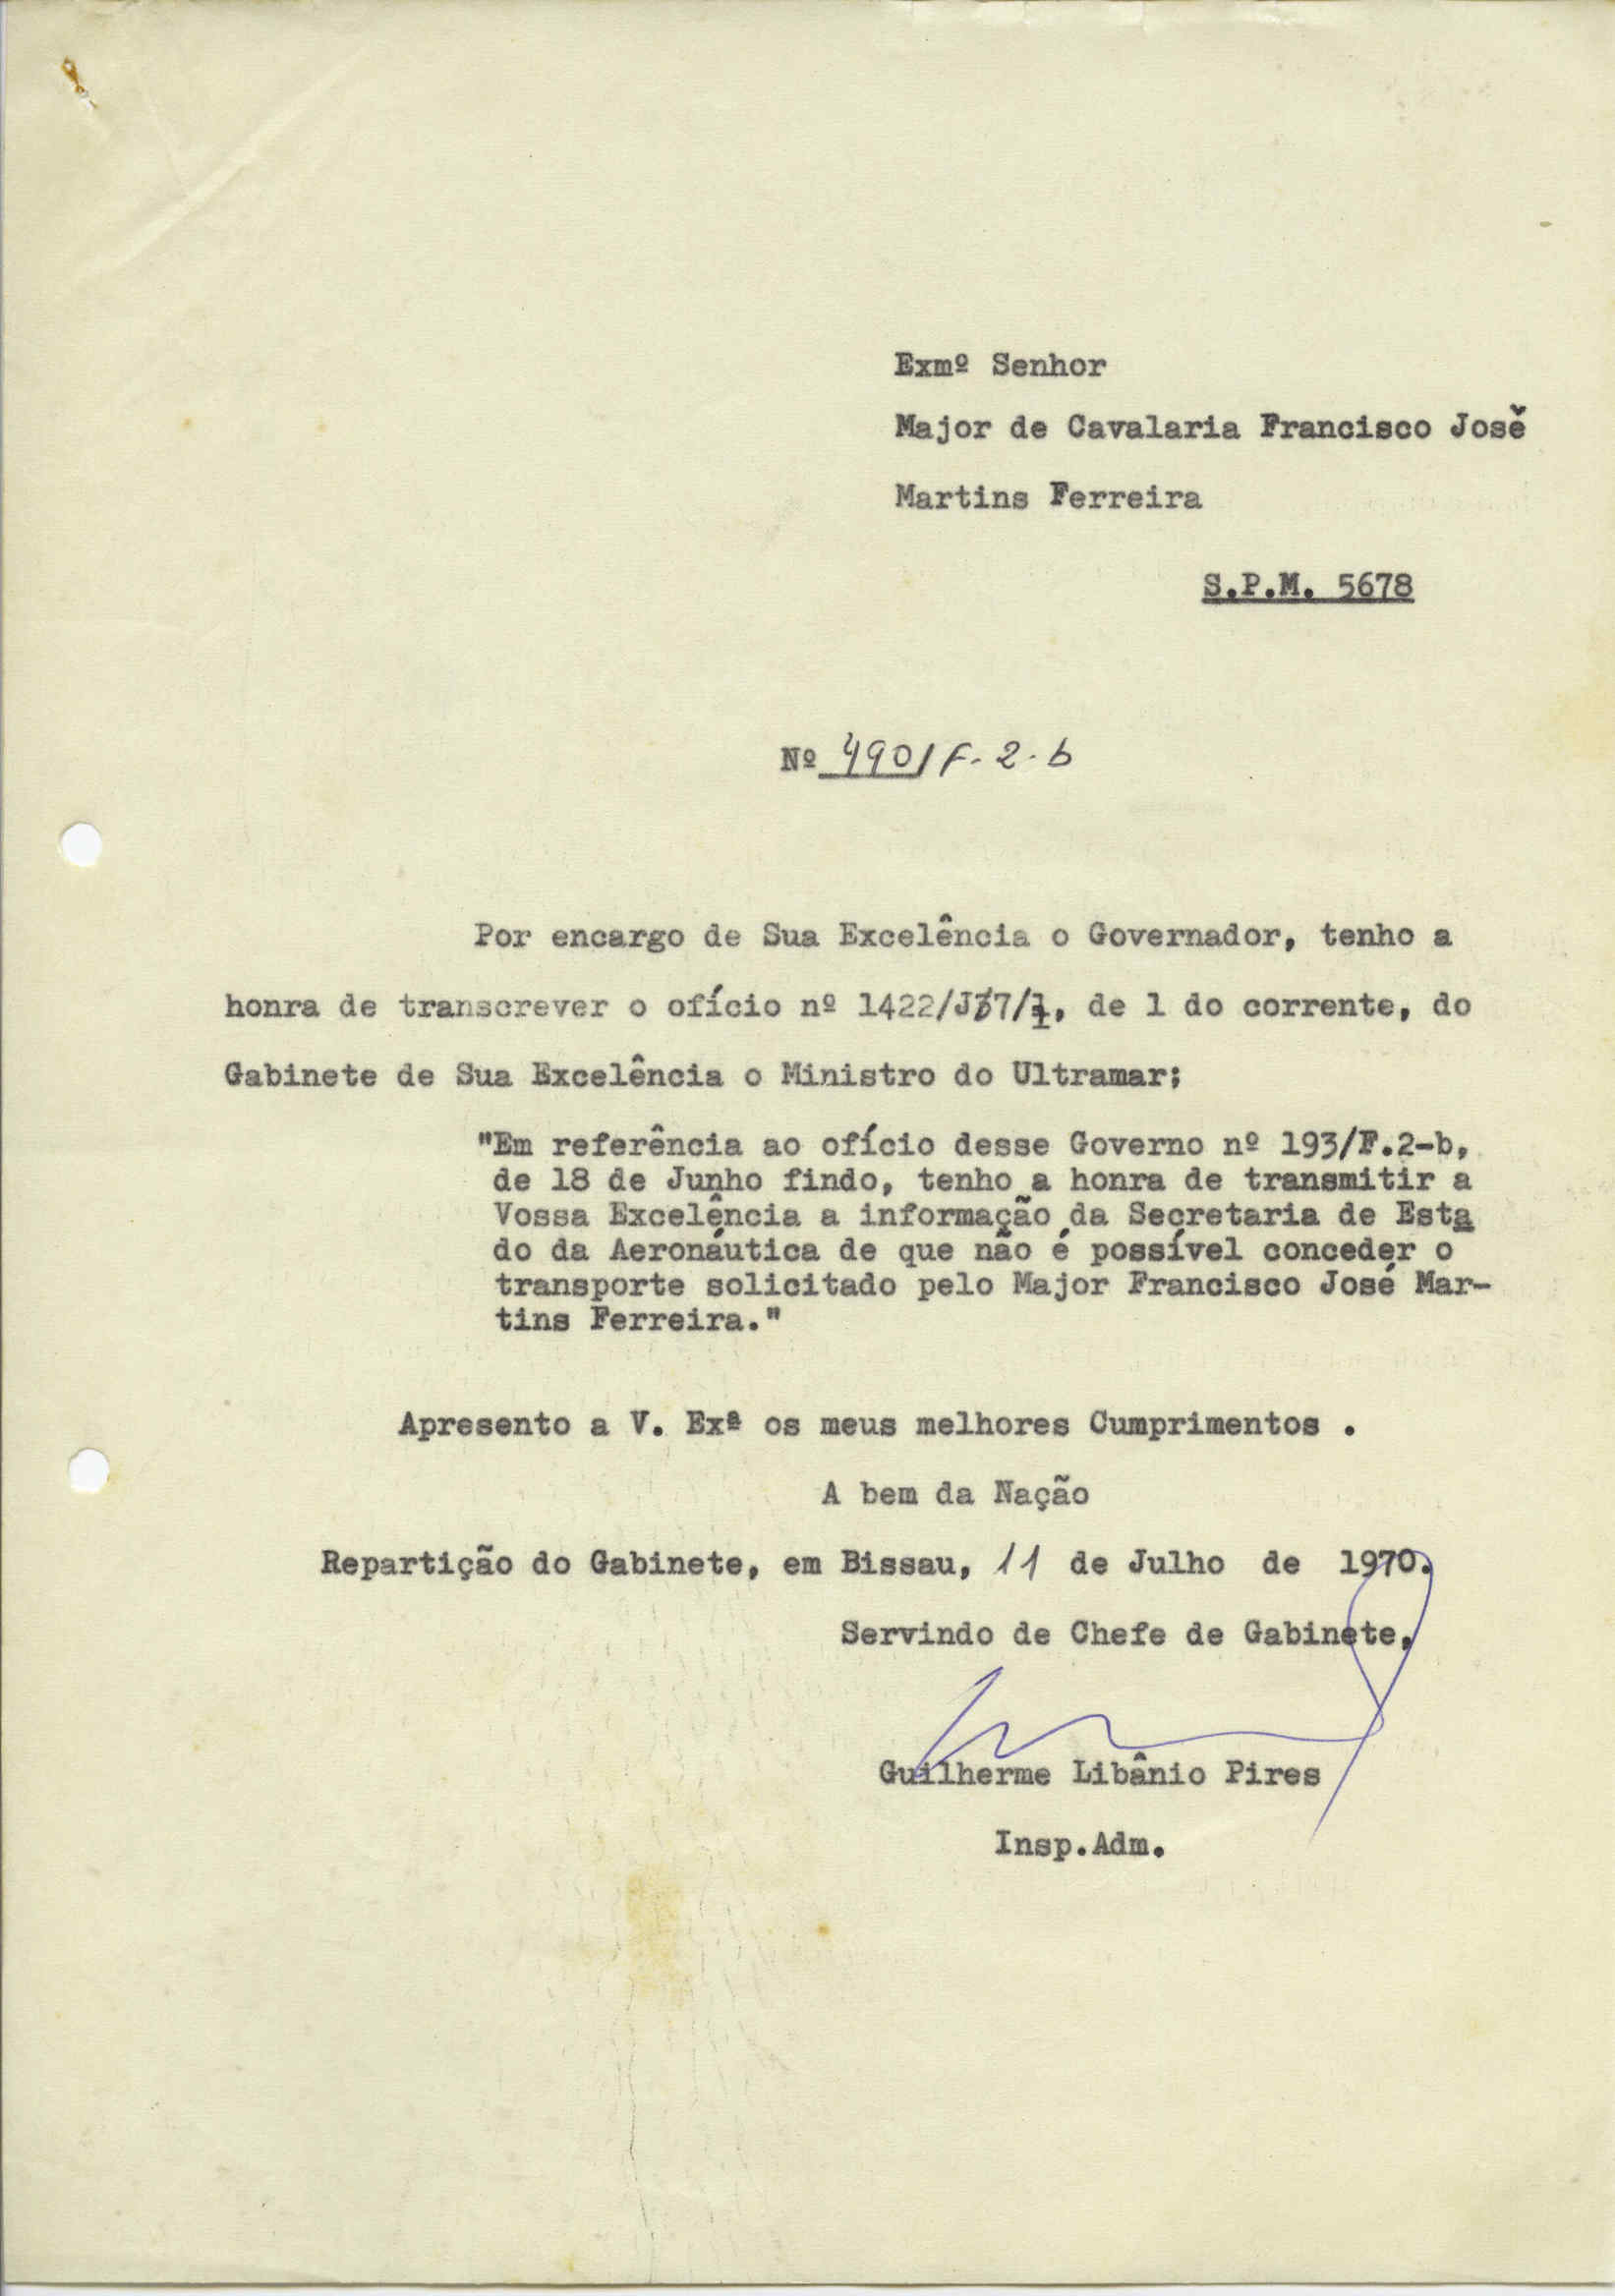 Exmº Senhor
Major de Cavalaria Francisco José
Martins Ferreira
S.P.M. 5678
Nº 490/F.2.b
Por encargo de Sua Excelência o Governador, tenho a
honra de transcrever o ofício nº de 1 do corrente, do
Gabinete de Sua Excelência o Ministro do Ultramar;
"Em referência ao ofício desse Governo nº 193/F.2-b,
de 18 de Junho findo, tenho a honra de transmitir a
Vossa Excelência a informação da Secretaria de Esta
do da Aeronáutica de que não é possível conceder o
transporte solicitado pelo Major Francisco José Mar-
tins Ferreira."
Apresento a V. Exª os meus melhores Cumprimentos .
A bem da Nação
Repartição do Gabinete, em Bissau, 11 de Julho de 1970.
Servindo de Chefe de Gabinete,
Guilherme Libânio Pires
Insp.Adm.